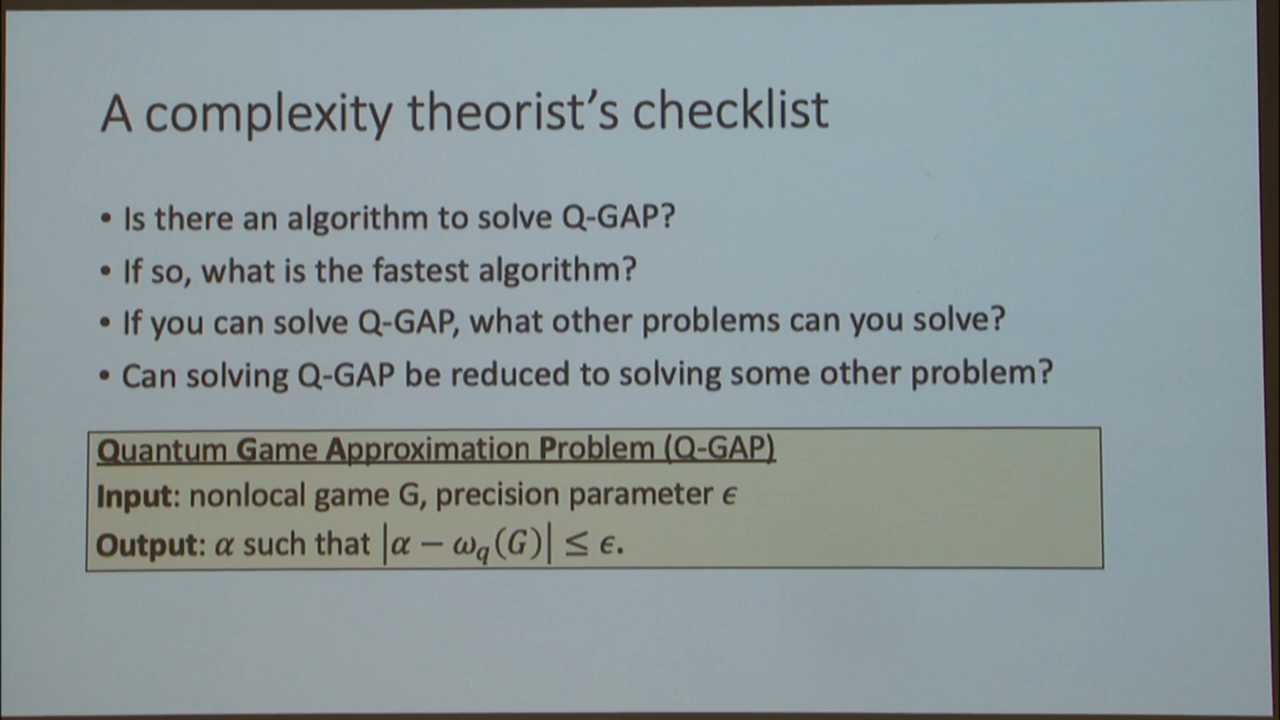 A complexity theorist's checklist
• Is there an algorithm to solve Q-GAP?
• If so, what is the fastest algorithm?
• If you can solve Q-GAP, what other problems can you solve?
• Can solving Q-GAP be reduced to solving some other problem?
Quantum Game Approximation Problem (Q-GAP)
Input: nonlocal game G, precision parameter ϵ
Output: α such that |α − ω_q(G)| ≤ ϵ.